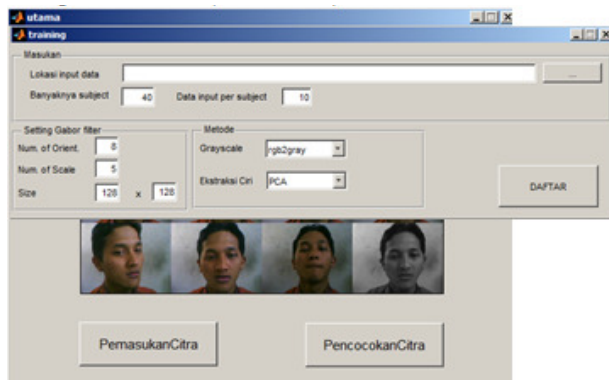 utama
training
Masukan
Lokasi input data
...
Banyaknya subject 40 Data input per subject 10
Setting Gabor filter
Metode
Num. of Orient. 8
Grayscale rgb2gray
Num. of Scale 5
Ekstraksi Ciri PCA
Size 128 x 128
DAFTAR
PemasukanCitra
PencocokanCitra